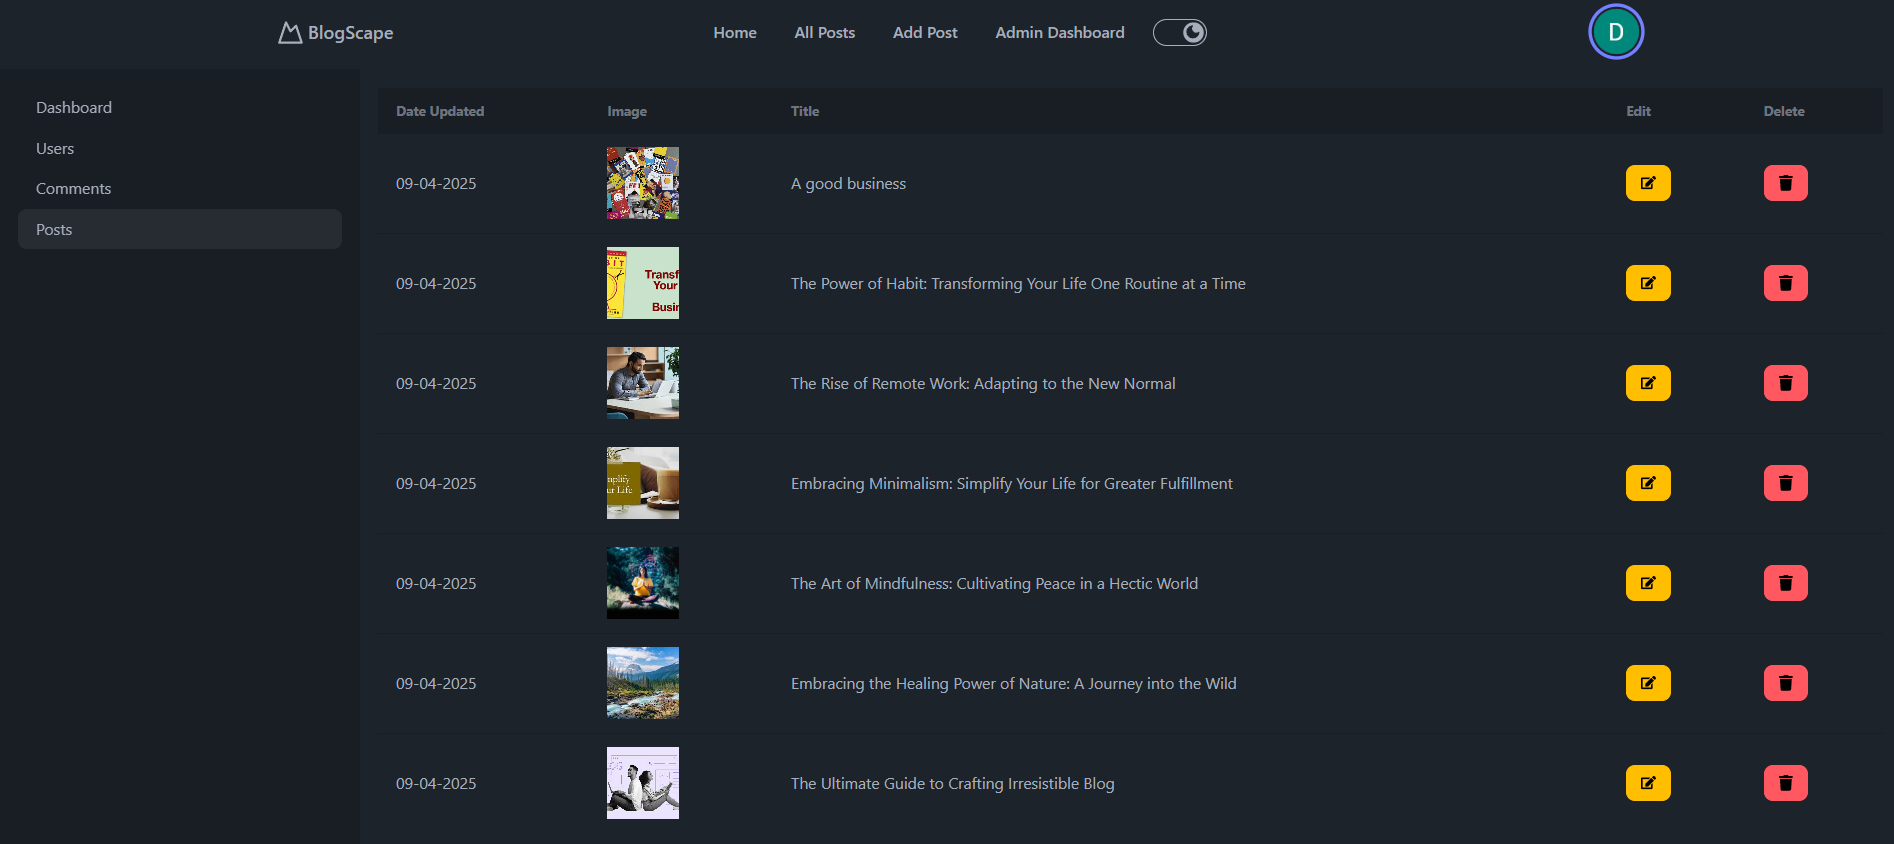 BlogScape
Home
All Posts
Add Post
Admin Dashboard
D
Dashboard
Users
Comments
Posts
Date Updated
Image
Title
Edit
Delete
09-04-2025
A good business
09-04-2025
BIT
Transf
Your
Busin
The Power of Habit: Transforming Your Life One Routine at a Time
09-04-2025
The Rise of Remote Work: Adapting to the New Normal
09-04-2025
mplify
ur Life
Embracing Minimalism: Simplify Your Life for Greater Fulfillment
09-04-2025
The Art of Mindfulness: Cultivating Peace in a Hectic World
09-04-2025
Embracing the Healing Power of Nature: A Journey into the Wild
09-04-2025
The Ultimate Guide to Crafting Irresistible Blog